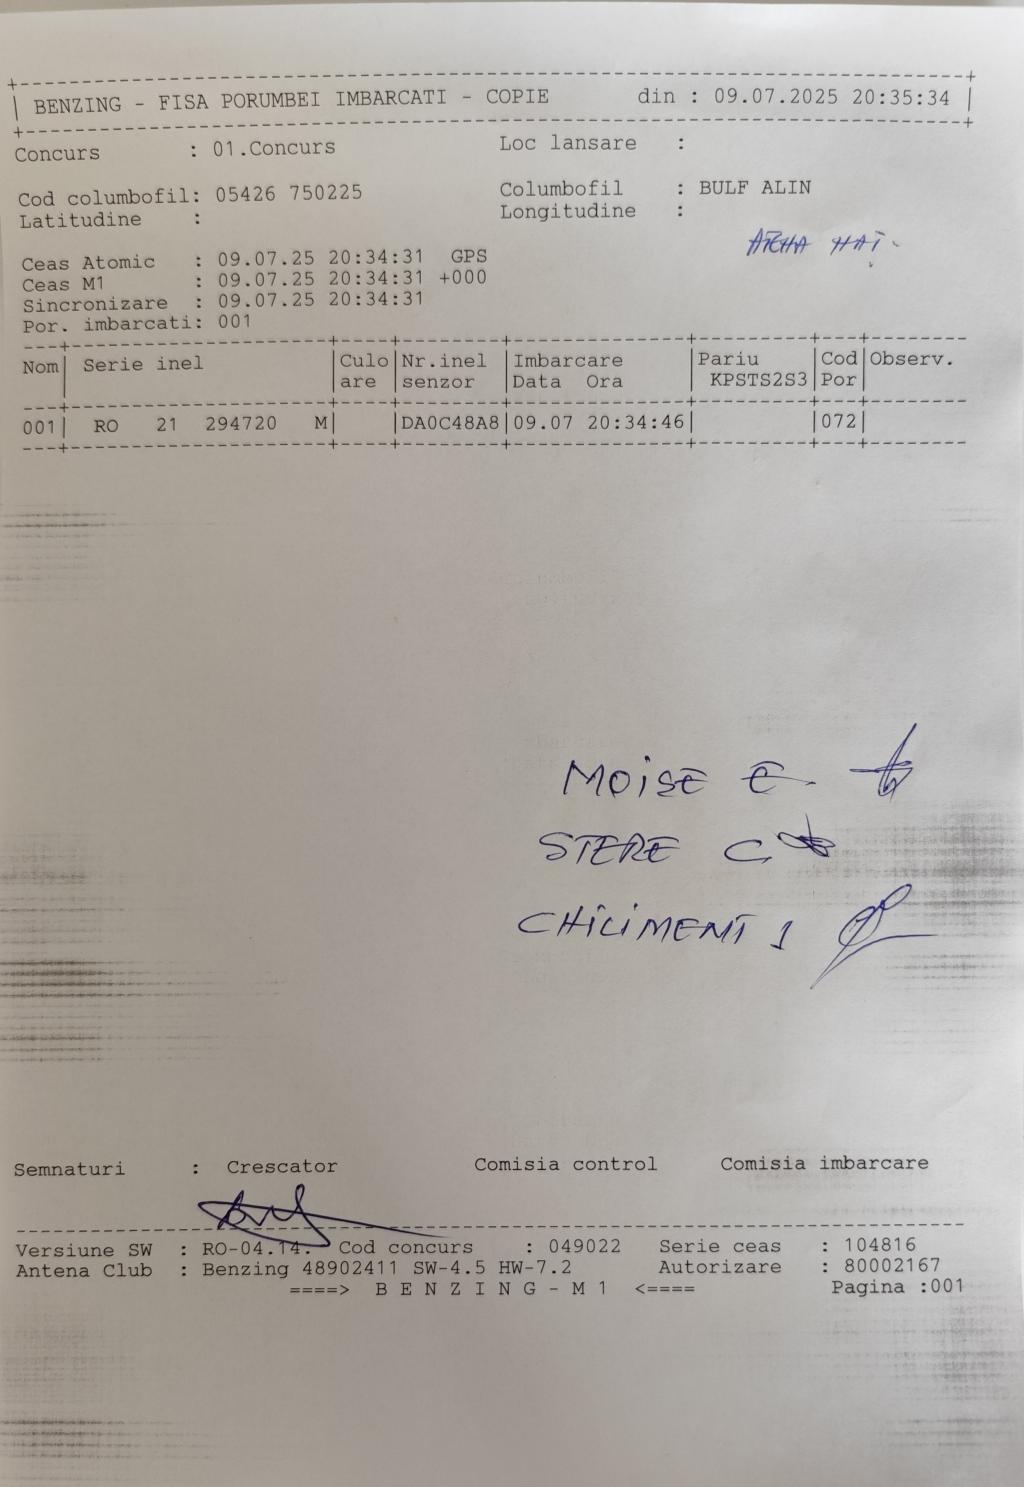 BENZING - FISA PORUMBEI IMBARCATI - COPIE din : 09.07.2025 20:35:34
Concurs : 01.Concurs Loc lansare :
Cod columbofil: 05426 750225 Columbofil : BULF ALIN
Latitudine : Longitudine :
Ceas Atomic : 09.07.25 20:34:31 GPS
Ceas M1 : 09.07.25 20:34:31 +000
Sincronizare : 09.07.25 20:34:31
Por. imbarcati: 001
Nom| Serie inel |Culo|Nr.inel |Imbarcare |Pariu |Cod|Observ.
|are |senzor |Data Ora | KPSTS2S3|Por|
001| RO 21 294720 M| |DA0C48A8|09.07 20:34:46| |072|
MOISE E.
STERE C
CHILIMENT I
Semnaturi : Crescator Comisia control Comisia imbarcare
Versiune SW : RO-04.14. Cod concurs : 049022 Serie ceas : 104816
Antena Club : Benzing 48902411 SW-4.5 HW-7.2 Autorizare : 80002167
====> B E N Z I N G - M 1 <==== Pagina :001